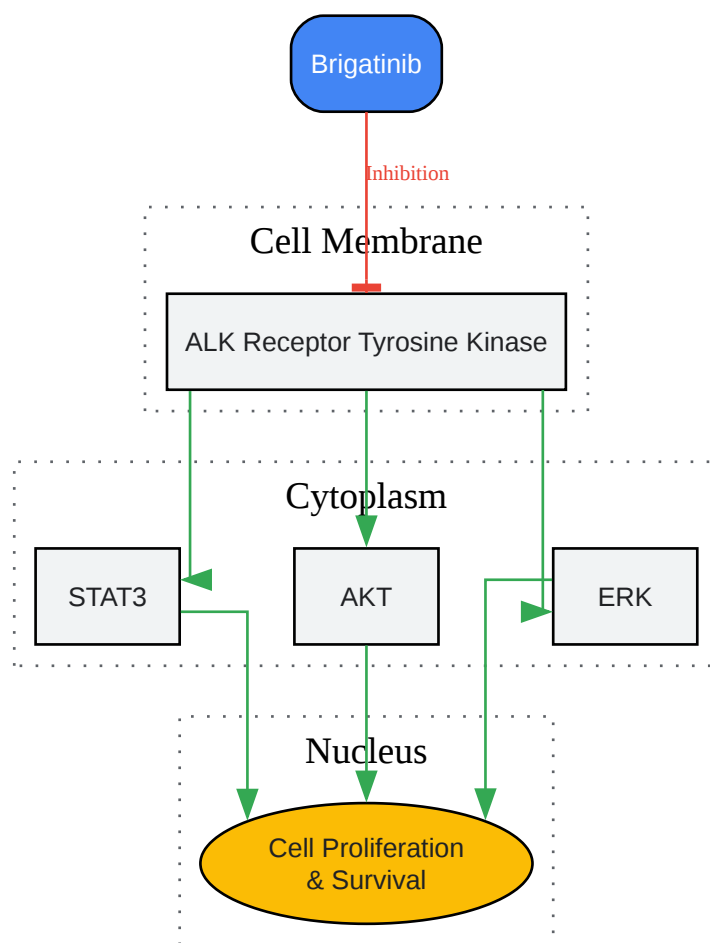 Brigatinib
Inhibition
Cell Membrane
ALK Receptor Tyrosine Kinase
Cytoplasm
STAT3
AKT
ERK
Nucleus
Cell Proliferation
& Survival